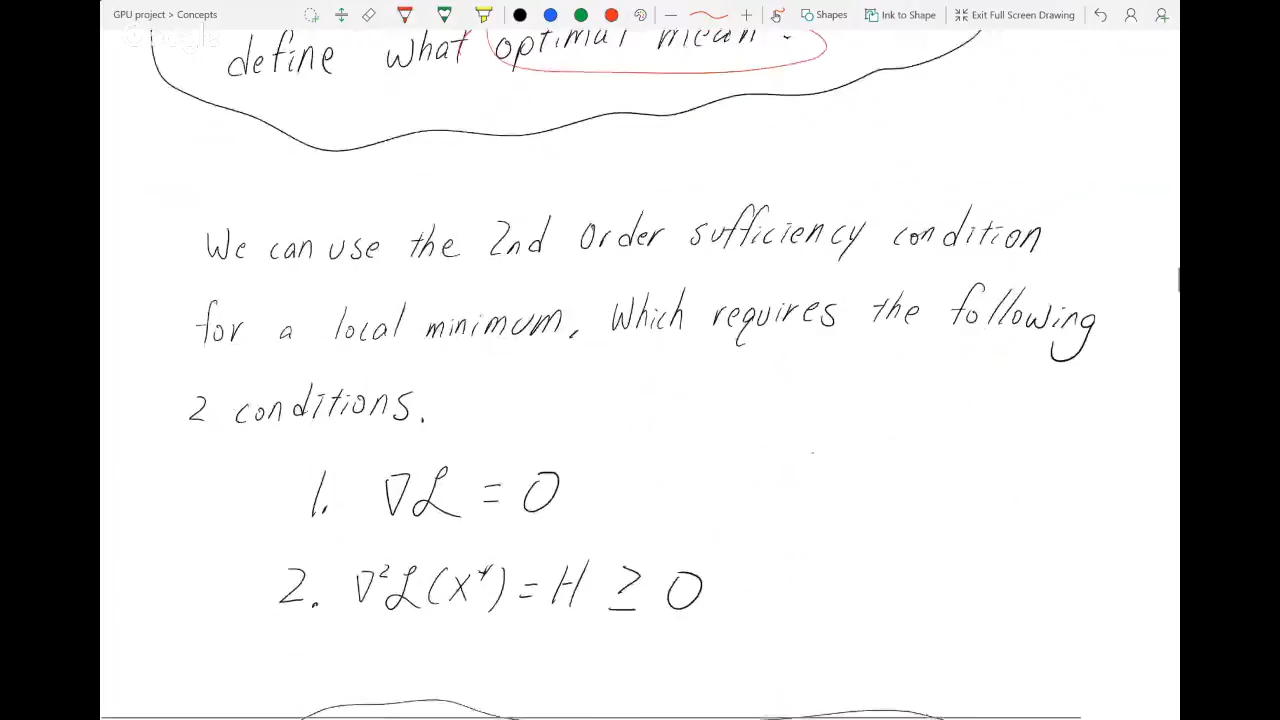 GPU project > Concepts
Shapes
Ink to Shape
Exit Full Screen Drawing
Google
define what optimal mean?
We can use the 2nd Order sufficiency condition
for a local minimum. Which requires the following
2 conditions.
1. ∇ℒ = 0
2. ∇²ℒ(X*) = H ≥ 0